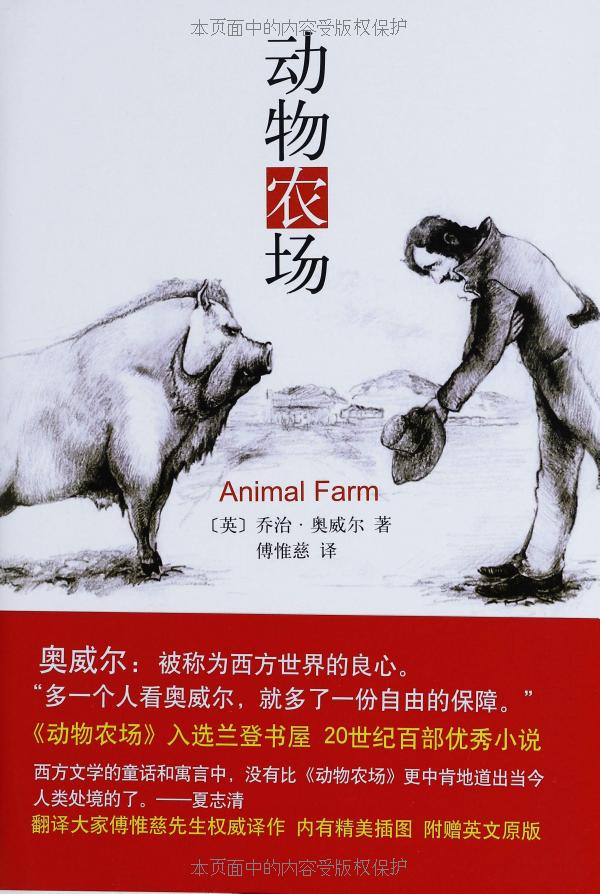 本页面中的内容受版权保护
动物农场
Animal Farm
〔英〕乔治·奥威尔 著
傅惟慈 译
奥威尔：被称为西方世界的良心。
“多一个人看奥威尔，就多了一份自由的保障。”
《动物农场》入选兰登书屋 20世纪百部优秀小说
西方文学的童话和寓言中，没有比《动物农场》更中肯地道出当今
人类处境的了。——夏志清
翻译大家傅惟慈先生权威译作 内有精美插图 附赠英文原版
本页面中的内容受版权保护